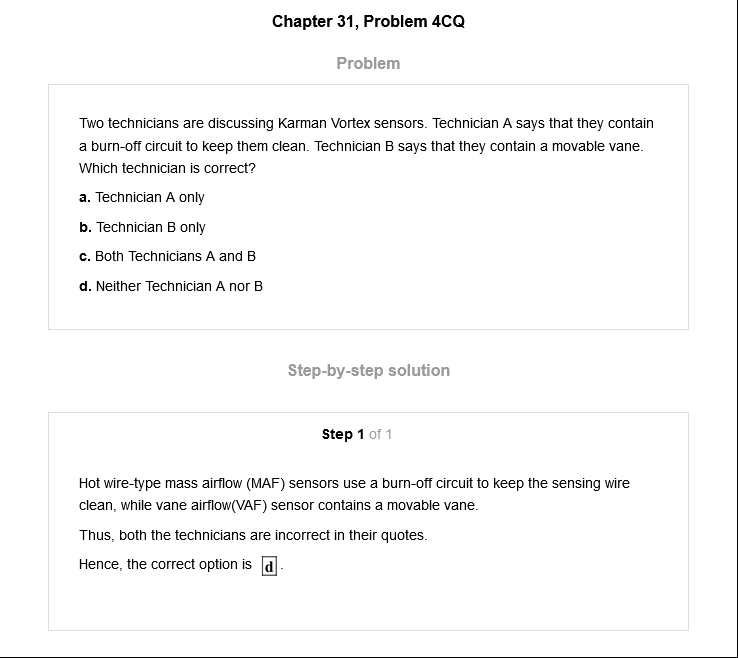 Chapter 31, Problem 4CQ
Problem
Two technicians are discussing Karman Vortex sensors. Technician A says that they contain
a burn-off circuit to keep them clean. Technician B says that they contain a movable vane.
Which technician is correct?
a. Technician A only
b. Technician B only
c. Both Technicians A and B
d. Neither Technician A nor B
Step-by-step solution
Step 1 of 1
Hot wire-type mass airflow (MAF) sensors use a burn-off circuit to keep the sensing wire
clean, while vane airflow(VAF) sensor contains a movable vane.
Thus, both the technicians are incorrect in their quotes.
Hence, the correct option is d .